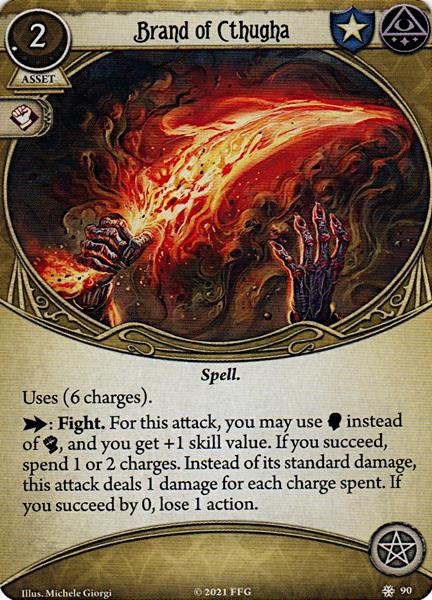 2
Brand of Cthugha
ASSET
Spell.
Uses (6 charges).
: Fight. For this attack, you may use instead
of , and you get +1 skill value. If you succeed,
spend 1 or 2 charges. Instead of its standard damage,
this attack deals 1 damage for each charge spent. If
you succeed by 0, lose 1 action.
Illus. Michele Giorgi © 2021 FFG 90